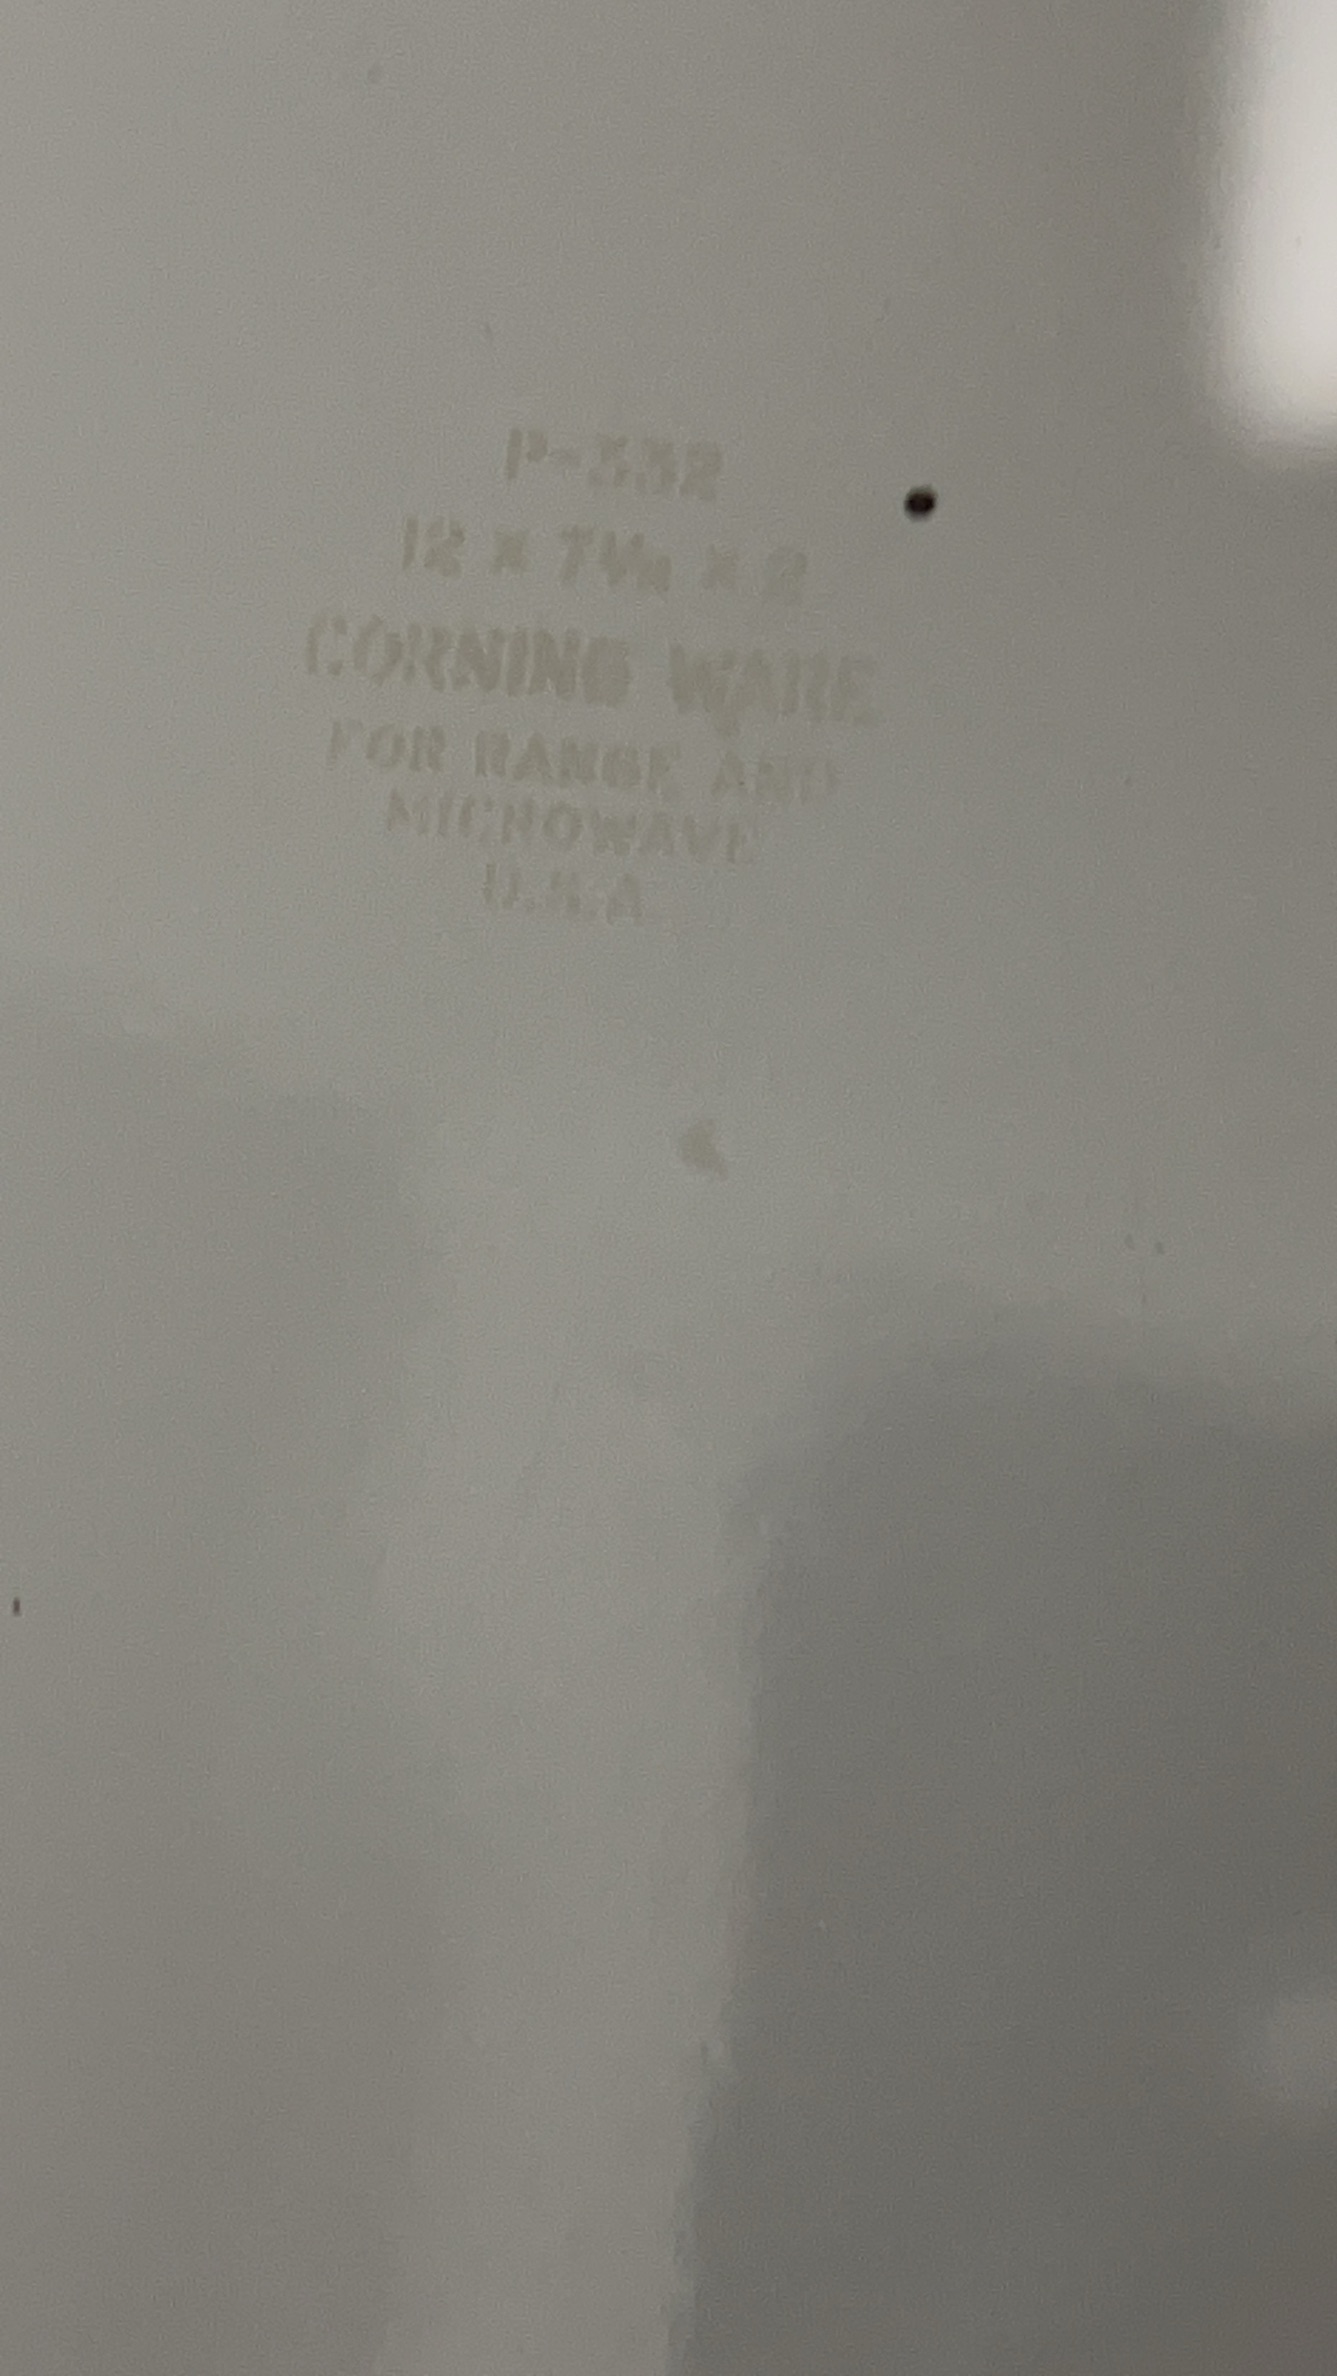 P-332
12 x 7½ x 2
CORNING WARE
FOR RANGE AND
MICROWAVE
U.S.A